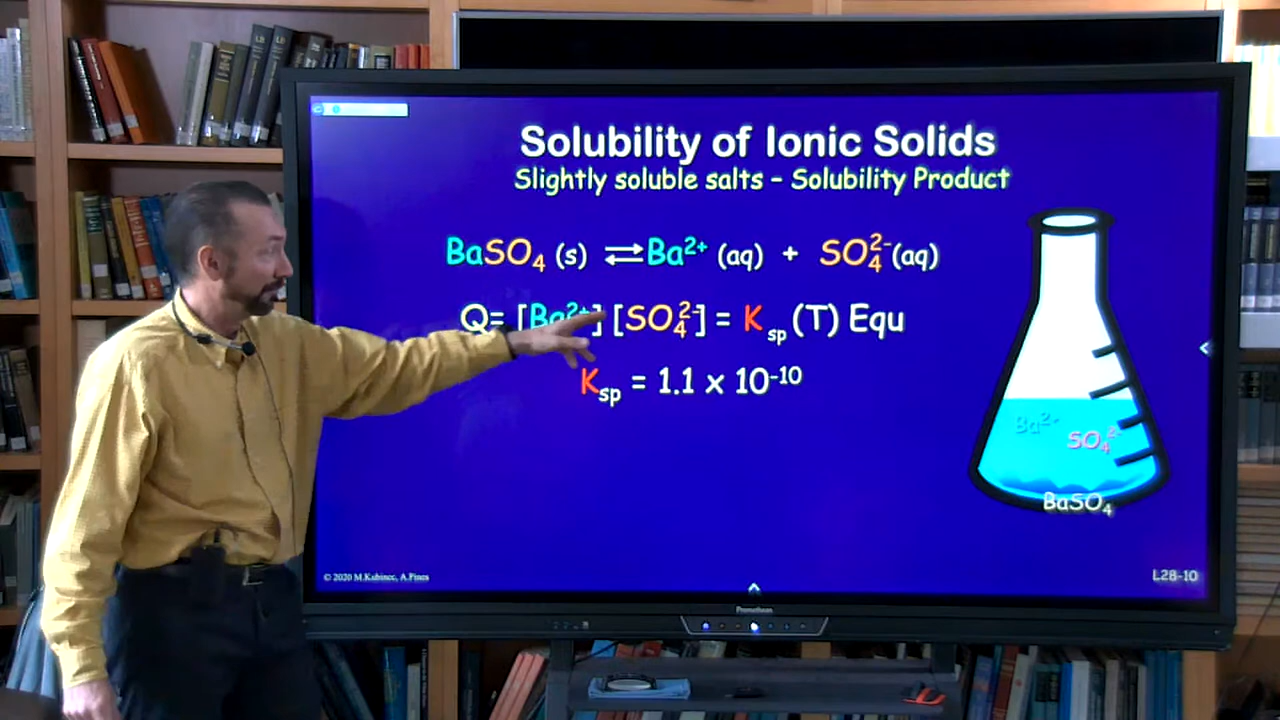 Solubility of Ionic Solids
Slightly soluble salts – Solubility Product
BaSO₄ (s) ⇌ Ba²⁺ (aq) + SO₄²⁻(aq)
Q= [Ba²⁺] [SO₄²⁻] = K sp (T) Equ
Ksp = 1.1 x 10⁻¹⁰
Ba²⁺
SO₄²⁻
BaSO₄
© 2020 M.Kubinec, A.Pines
L28-10
Promethean